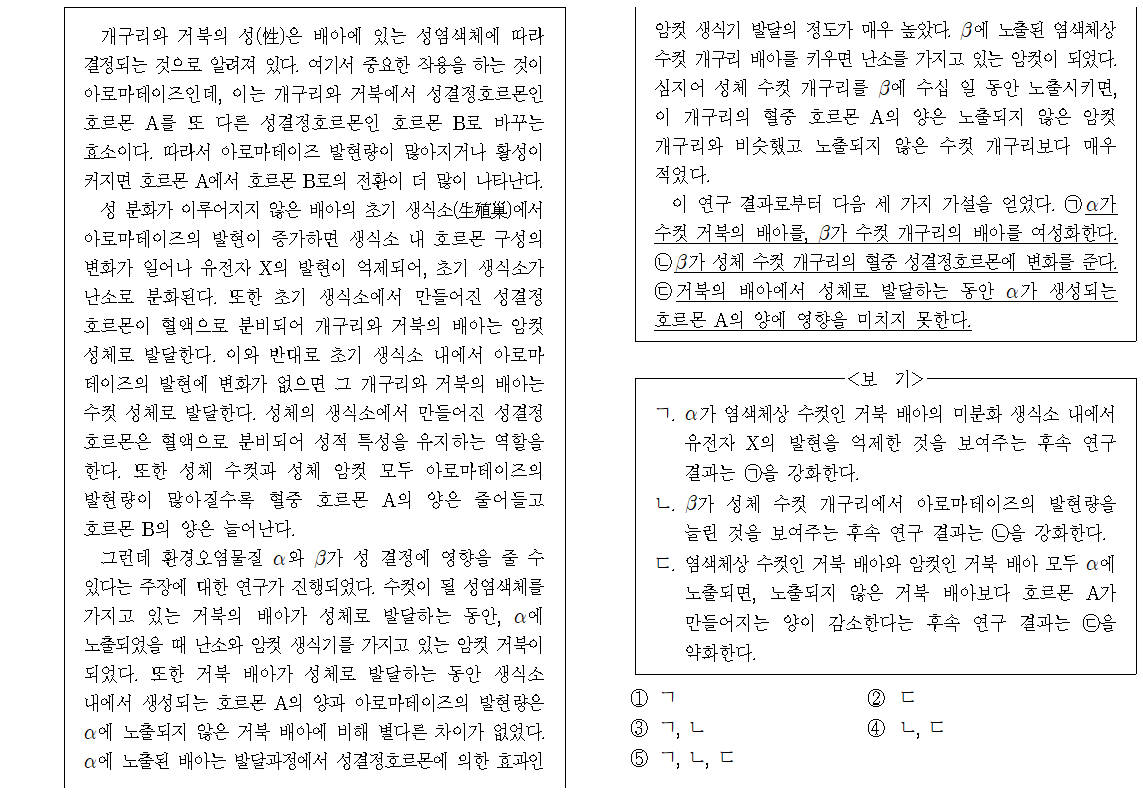 개구리와 거북의 성(性)은 배아에 있는 성염색체에 따라
결정되는 것으로 알려져 있다. 여기서 중요한 작용을 하는 것이
아로마테이즈인데, 이는 개구리와 거북에서 성결정호르몬인
호르몬 A를 또 다른 성결정호르몬인 호르몬 B로 바꾸는
효소이다. 따라서 아로마테이즈 발현량이 많아지거나 활성이
커지면 호르몬 A에서 호르몬 B로의 전환이 더 많이 나타난다.
성 분화가 이루어지지 않은 배아의 초기 생식소(生殖巢)에서
아로마테이즈의 발현이 증가하면 생식소 내 호르몬 구성의
변화가 일어나 유전자 X의 발현이 억제되어, 초기 생식소가
난소로 분화된다. 또한 초기 생식소에서 만들어진 성결정
호르몬이 혈액으로 분비되어 개구리와 거북의 배아는 암컷
성체로 발달한다. 이와 반대로 초기 생식소 내에서 아로마
테이즈의 발현에 변화가 없으면 그 개구리와 거북의 배아는
수컷 성체로 발달한다. 성체의 생식소에서 만들어진 성결정
호르몬은 혈액으로 분비되어 성적 특성을 유지하는 역할을
한다. 또한 성체 수컷과 성체 암컷 모두 아로마테이즈의
발현량이 많아질수록 혈중 호르몬 A의 양은 줄어들고
호르몬 B의 양은 늘어난다.
그런데 환경오염물질 α와 β가 성 결정에 영향을 줄 수
있다는 주장에 대한 연구가 진행되었다. 수컷이 될 성염색체를
가지고 있는 거북의 배아가 성체로 발달하는 동안, α에
노출되었을 때 난소와 암컷 생식기를 가지고 있는 암컷 거북이
되었다. 또한 거북 배아가 성체로 발달하는 동안 생식소
내에서 생성되는 호르몬 A의 양과 아로마테이즈의 발현량은
α에 노출되지 않은 거북 배아에 비해 별다른 차이가 없었다.
α에 노출된 배아는 발달과정에서 성결정호르몬에 의한 효과인
암컷 생식기 발달의 정도가 매우 높았다. β에 노출된 염색체상
수컷 개구리 배아를 키우면 난소를 가지고 있는 암컷이 되었다.
심지어 성체 수컷 개구리를 β에 수십 일 동안 노출시키면,
이 개구리의 혈중 호르몬 A의 양은 노출되지 않은 암컷
개구리와 비슷했고 노출되지 않은 수컷 개구리보다 매우
적었다.
이 연구 결과로부터 다음 세 가지 가설을 얻었다. ㉠α가
수컷 거북의 배아를, β가 수컷 개구리의 배아를 여성화한다.
㉡β가 성체 수컷 개구리의 혈중 성결정호르몬에 변화를 준다.
㉢거북의 배아에서 성체로 발달하는 동안 α가 생성되는
호르몬 A의 양에 영향을 미치지 못한다.
<보 기>
ㄱ. α가 염색체상 수컷인 거북 배아의 미분화 생식소 내에서
유전자 X의 발현을 억제한 것을 보여주는 후속 연구
결과는 ㉠을 강화한다.
ㄴ. β가 성체 수컷 개구리에서 아로마테이즈의 발현량을
늘린 것을 보여주는 후속 연구 결과는 ㉡을 강화한다.
ㄷ. 염색체상 수컷인 거북 배아와 암컷인 거북 배아 모두 α에
노출되면, 노출되지 않은 거북 배아보다 호르몬 A가
만들어지는 양이 감소한다는 후속 연구 결과는 ㉢을
약화한다.
① ㄱ ② ㄷ
③ ㄱ, ㄴ ④ ㄴ, ㄷ
⑤ ㄱ, ㄴ, ㄷ